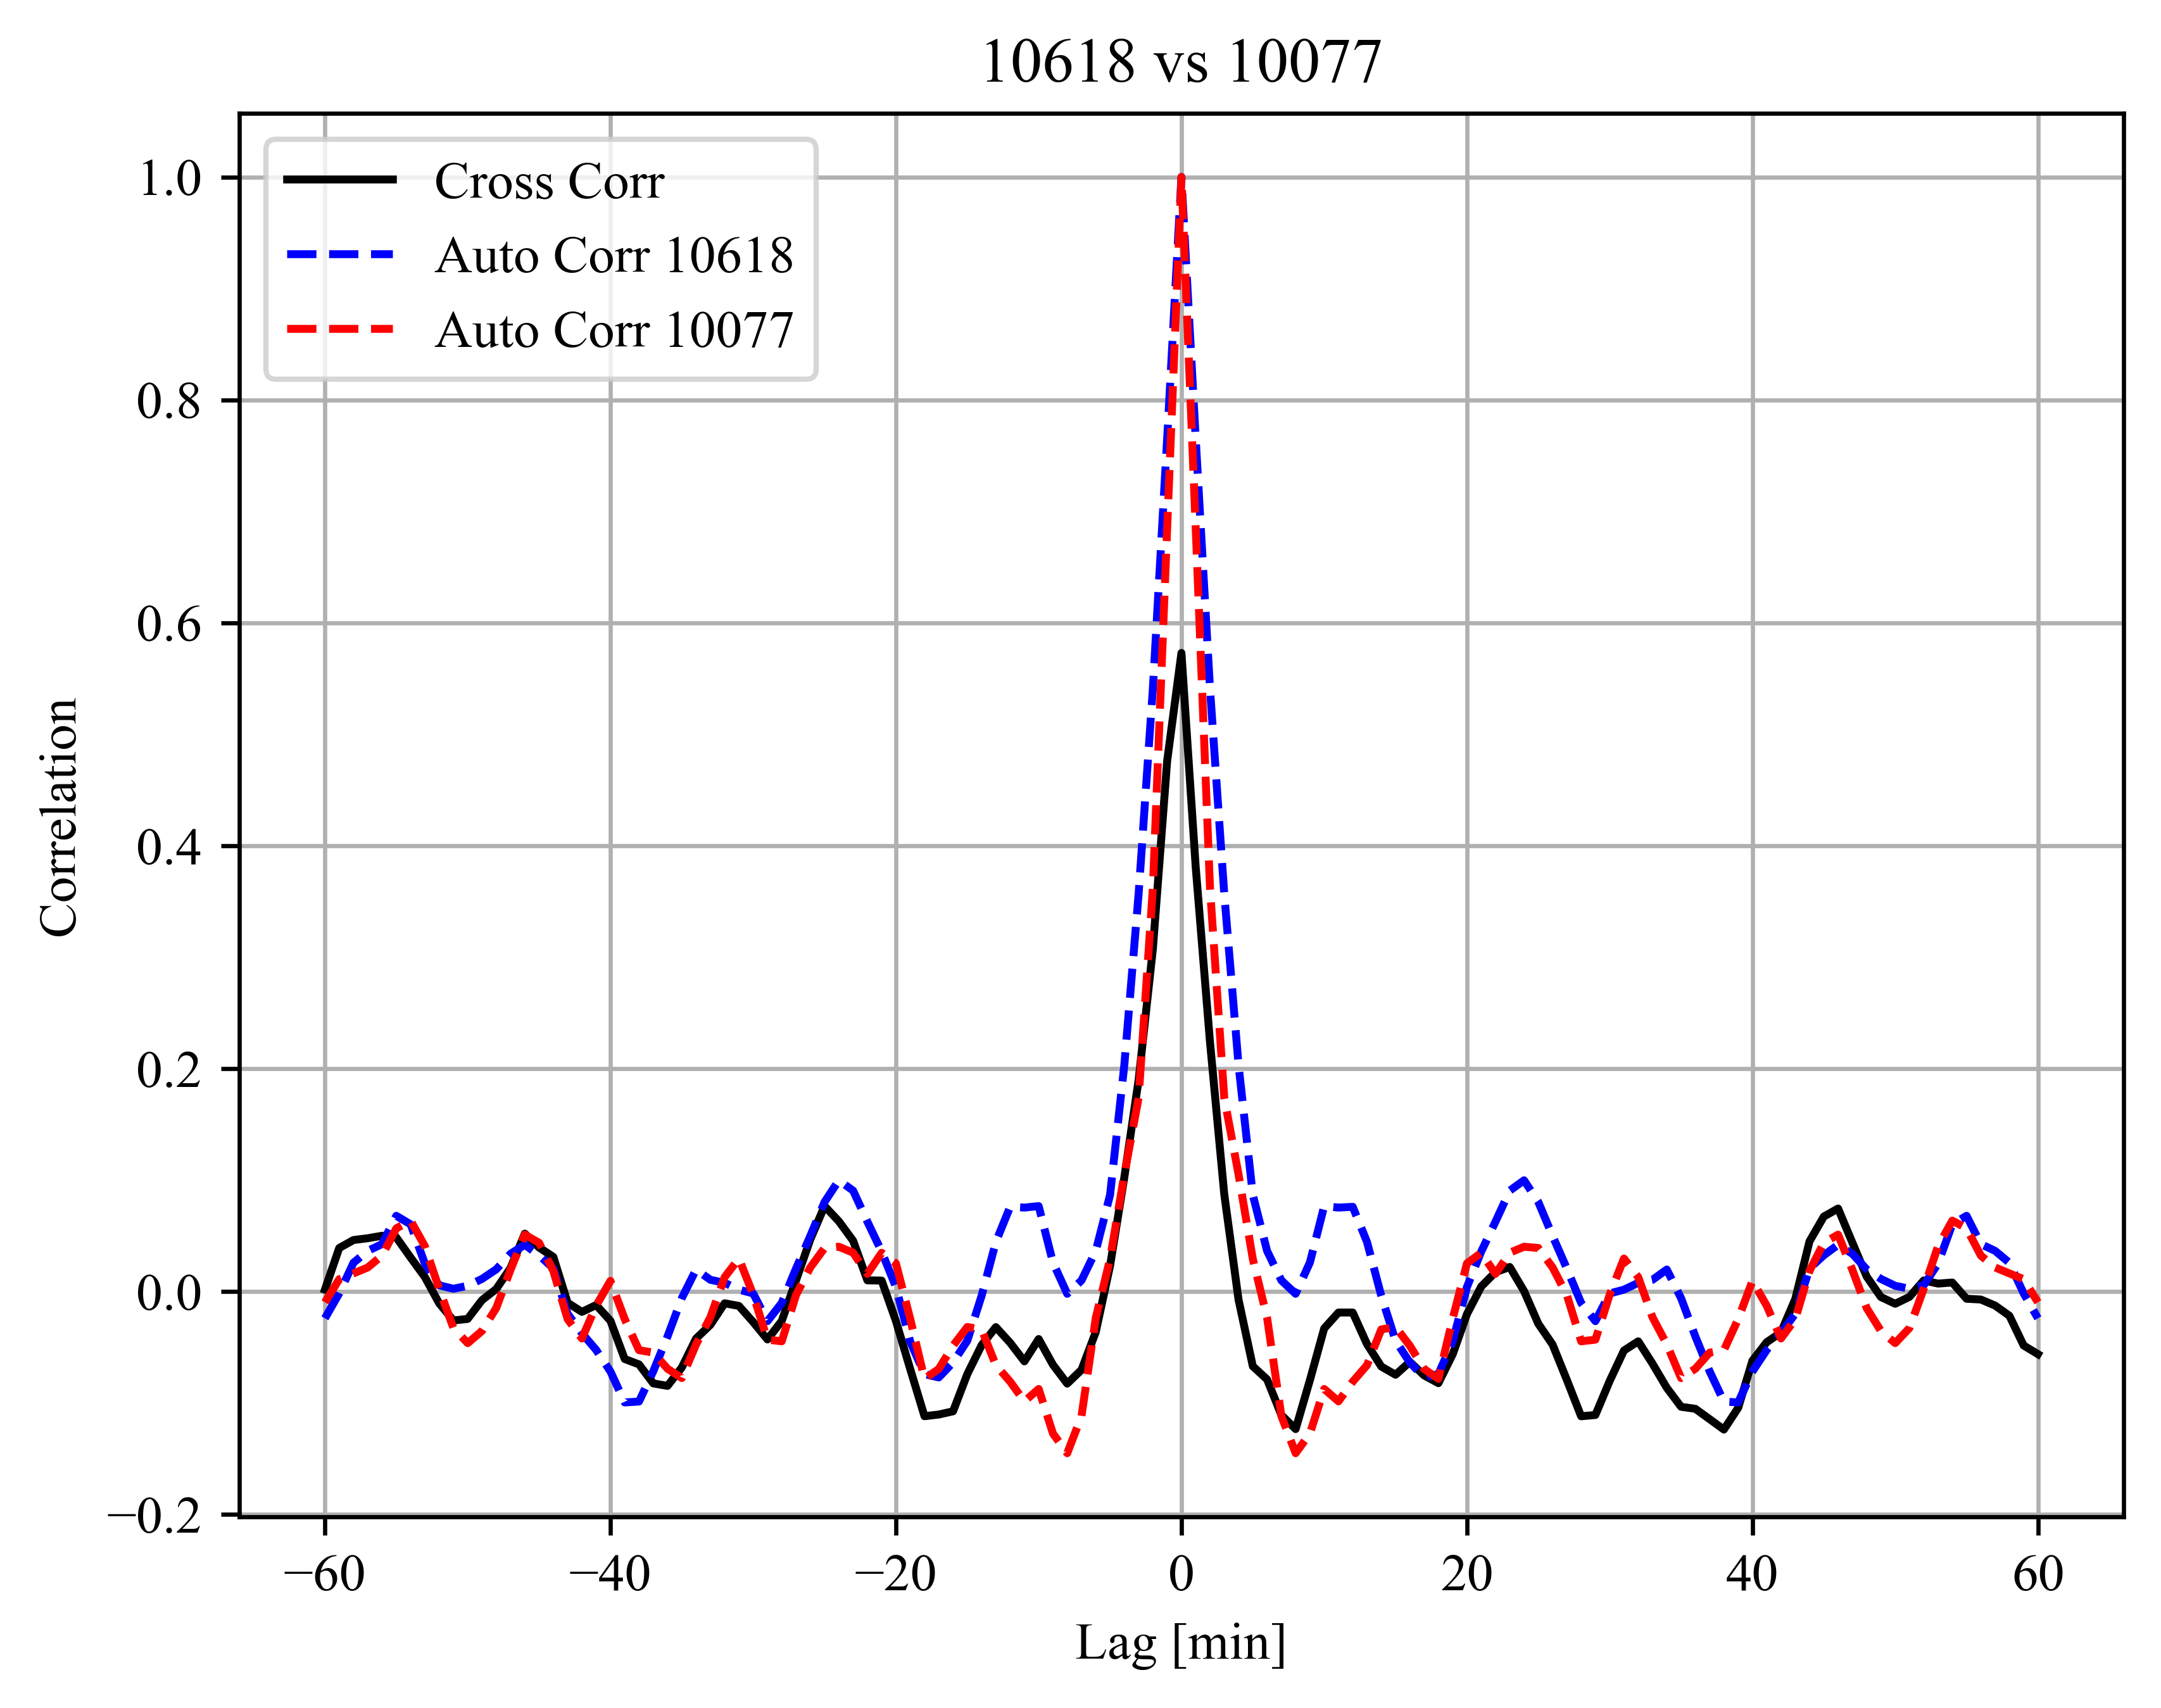 10618 vs 10077
Cross Corr
Auto Corr 10618
Auto Corr 10077
1.0
0.8
0.6
0.4
0.2
0.0
−0.2
Correlation
−60 −40 −20 0 20 40 60
Lag [min]